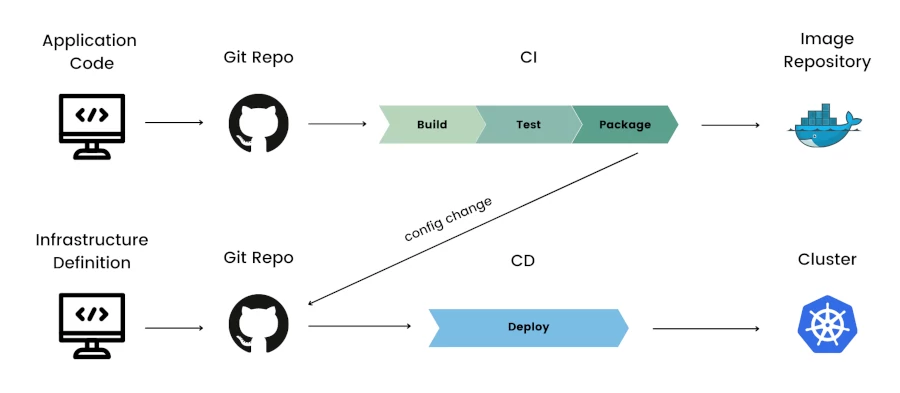 Application
Code
Git Repo
CI
Image
Repository
</>
Build
Test
Package
config change
Infrastructure
Definition
Git Repo
CD
Cluster
</>
Deploy